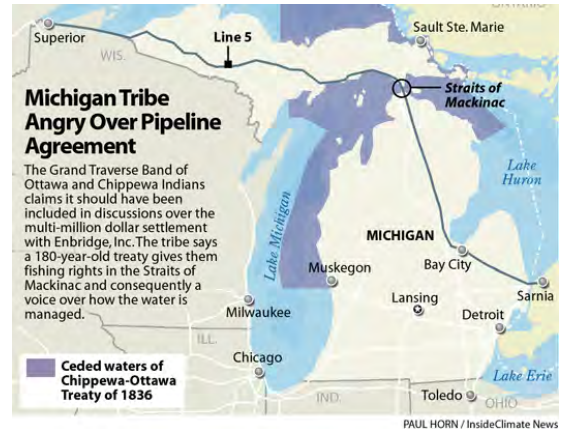 Superior
WIS.
Line 5
Sault Ste. Marie
Straits of
Mackinac
Michigan Tribe
Angry Over Pipeline
Agreement
The Grand Traverse Band of
Ottawa and Chippewa Indians
claims it should have been
included in discussions over the
multi-million dollar settlement
with Enbridge, Inc. The tribe says
a 180-year-old treaty gives them
fishing rights in the Straits of
Mackinac and consequently a
voice over how the water is
managed.
Lake
Huron
Lake Michigan
MICHIGAN
Muskegon
Bay City
Sarnia
Lansing
Detroit
Milwaukee
ILL.
Chicago
Lake Erie
IND.
Toledo
OHIO
Ceded waters of
Chippewa-Ottawa
Treaty of 1836
PAUL HORN / InsideClimate News